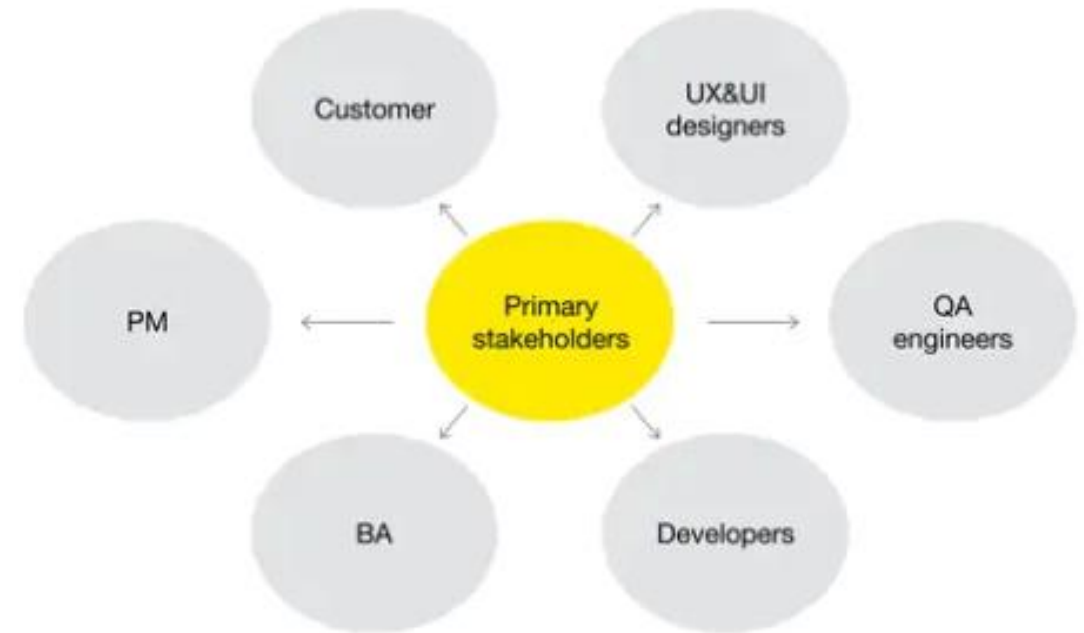 Customer
UX&UI
designers
PM
Primary
stakeholders
QA
engineers
BA
Developers